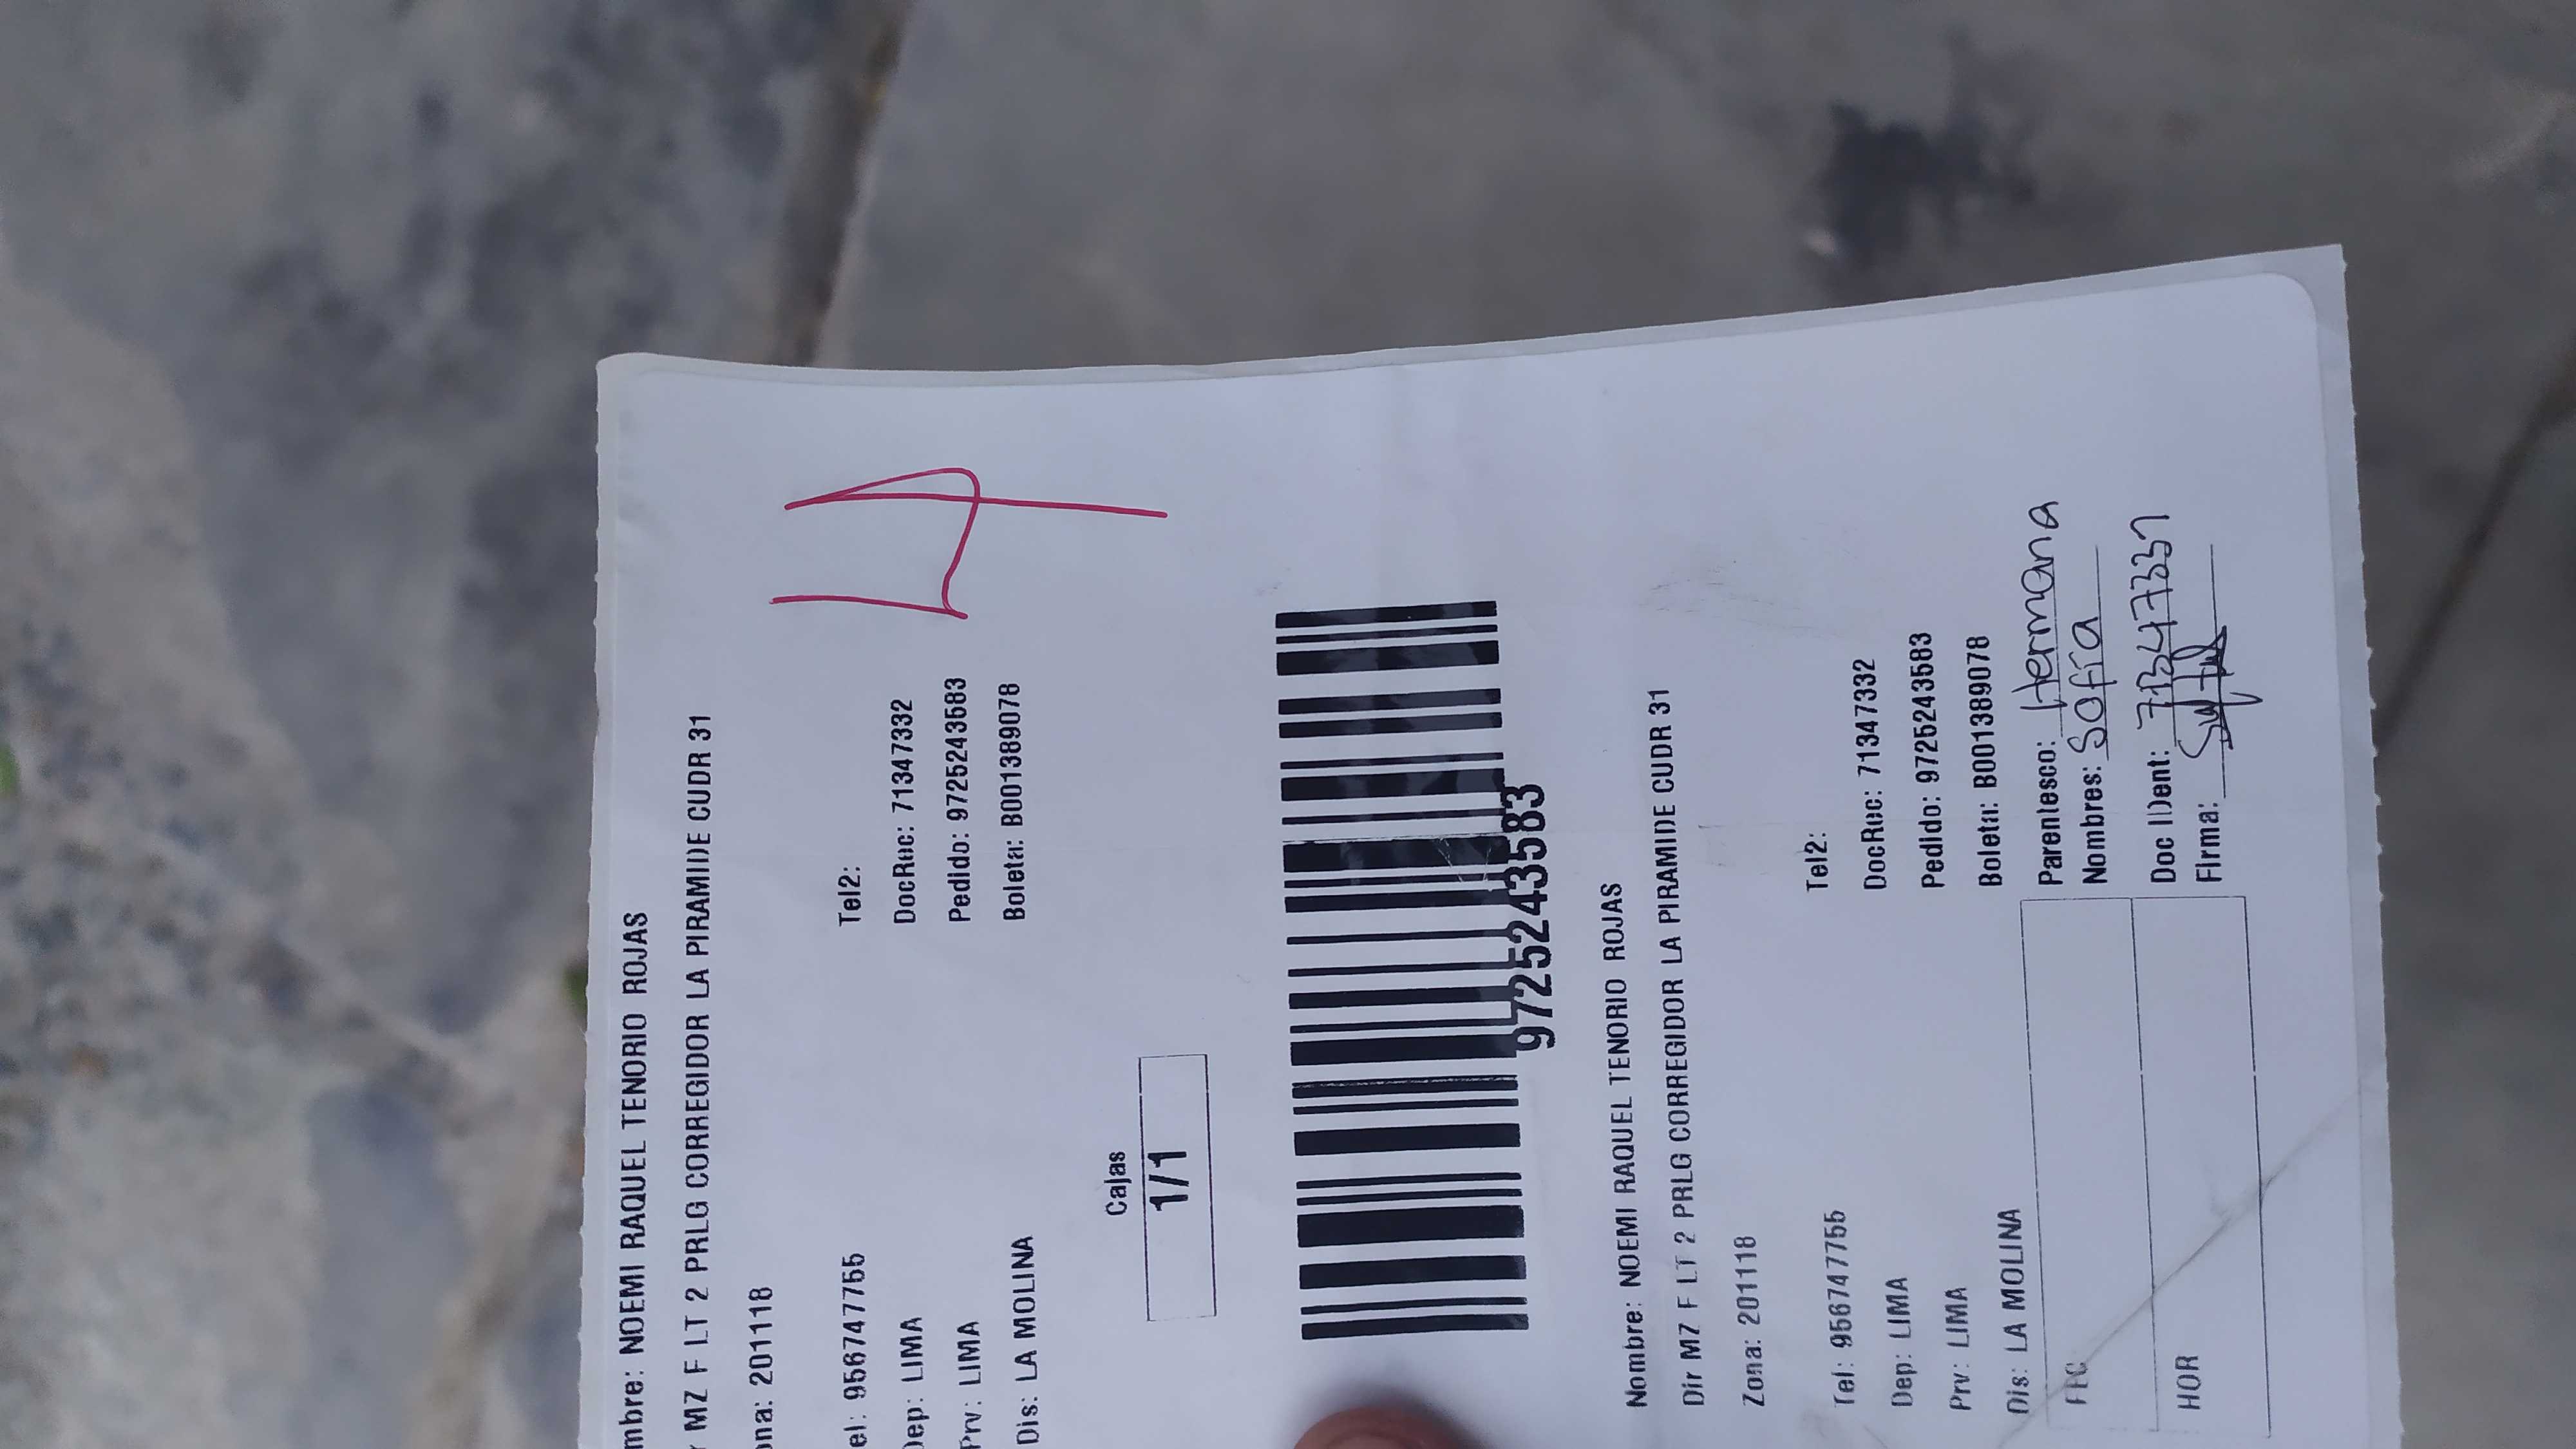 mbre: NOEMI RAQUEL TENORIO ROJAS
r MZ F LT 2 PRLG CORREGIDOR LA PIRAMIDE CUDR 31
ona: 201118
el: 956747755 Tel2:
Dep: LIMA DocRuc: 71347332
Prv: LIMA Pedido: 9725243583
Dis: LA MOLINA Boleta: B001389078
17
Cajas
1/1
9725243583
Nombre: NOEMI RAQUEL TENORIO ROJAS
Dir MZ F LT 2 PRLG CORREGIDOR LA PIRAMIDE CUDR 31
Zona: 201118
Tel: 956747755 Tel2:
Dep: LIMA DocRuc: 71347332
Prv: LIMA Pedido: 9725243583
Dis: LA MOLINA Boleta: B001389078
FEC Parentesco: Hermana
Nombres: Sofia
HOR Doc IDent: 71347331
Firma: